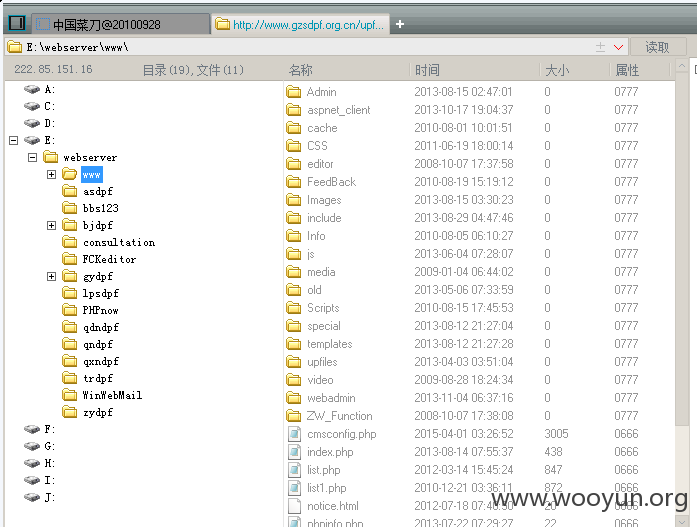 中国菜刀@20100928
http://www.gzsdpf.org.cn/upf...
E:\webserver\www\
读取
222.85.151.16 目录(19),文件(11)
名称 时间 大小 属性
A:
C:
D:
E:
webserver
www
asdpf
bbs123
bjdpf
consultation
FCKeditor
gydpf
lpsdpf
PHPnow
qdndpf
qndpf
qxndpf
trdpf
WinWebMail
zydpf
F:
G:
H:
I:
J:
Admin 2013-08-15 02:47:01 0 0777
aspnet_client 2013-10-17 19:04:37 0 0777
cache 2010-08-01 10:01:51 0 0777
CSS 2011-06-19 18:00:14 0 0777
editor 2008-10-07 17:37:58 0 0777
FeedBack 2010-08-19 15:19:12 0 0777
Images 2013-08-15 03:30:23 0 0777
include 2013-08-29 04:47:46 0 0777
Info 2010-08-05 06:10:27 0 0777
js 2013-06-04 07:28:07 0 0777
media 2009-01-04 06:44:02 0 0777
old 2013-05-06 07:33:59 0 0777
Scripts 2010-08-15 17:45:53 0 0777
special 2013-08-12 21:27:04 0 0777
templates 2013-08-12 21:27:28 0 0777
upfiles 2013-04-03 03:51:04 0 0777
video 2009-08-28 18:24:34 0 0777
webadmin 2013-11-04 06:37:16 0 0777
ZW_Function 2008-10-07 17:38:08 0 0777
cmsconfig.php 2015-04-01 03:26:52 3005 0666
index.php 2013-08-14 07:55:37 438 0666
list.php 2012-03-14 15:45:24 847 0666
list1.php 2010-12-21 03:36:11 872 0666
notice.html 2012-07-18 20 0666
phpinfo.php 2013-07-22 07:29:27 22 0666
www.wooyun.org